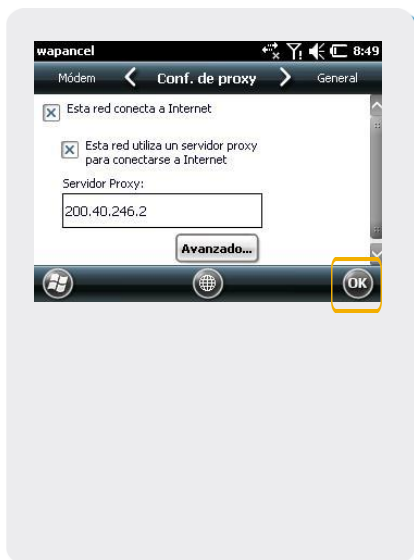 wapancel 8:49
Módem Conf. de proxy General
Esta red conecta a Internet
Esta red utiliza un servidor proxy
para conectarse a Internet
Servidor Proxy:
200.40.246.2
Avanzado...
OK